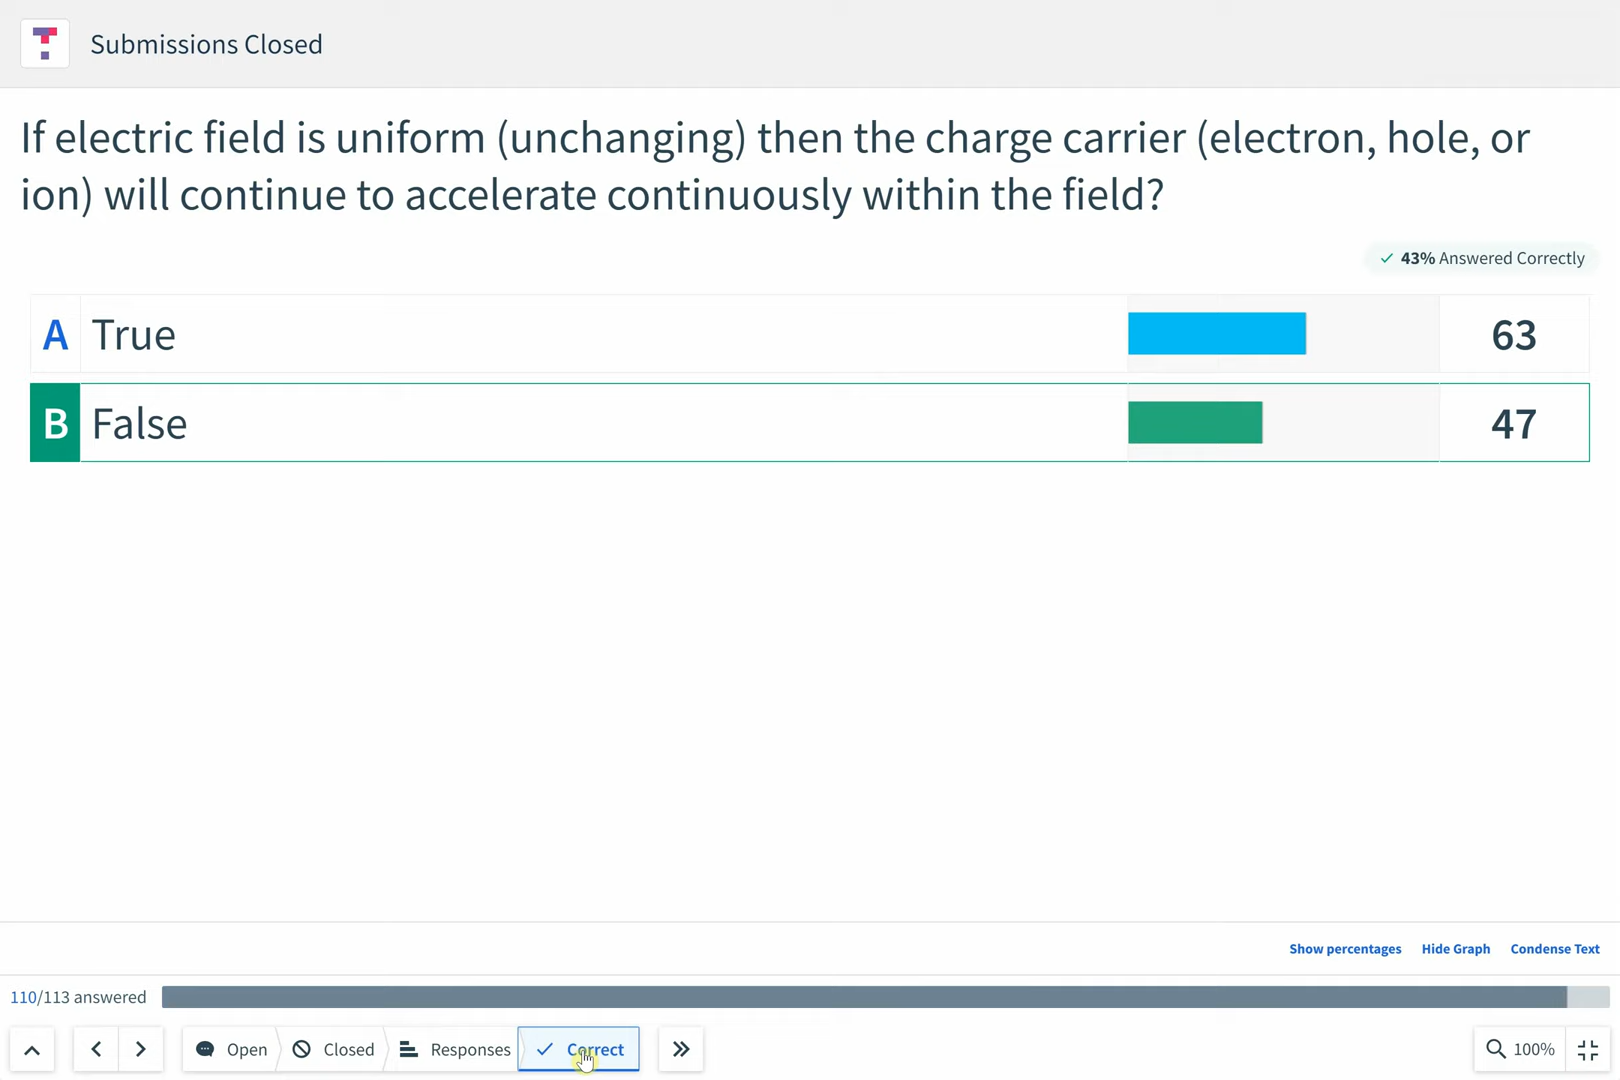 Submissions Closed
If electric field is uniform (unchanging) then the charge carrier (electron, hole, or
ion) will continue to accelerate continuously within the field?
43% Answered Correctly
A True 63
B False 47
Show percentages Hide Graph Condense Text
110/113 answered
Open Closed Responses Correct 100%